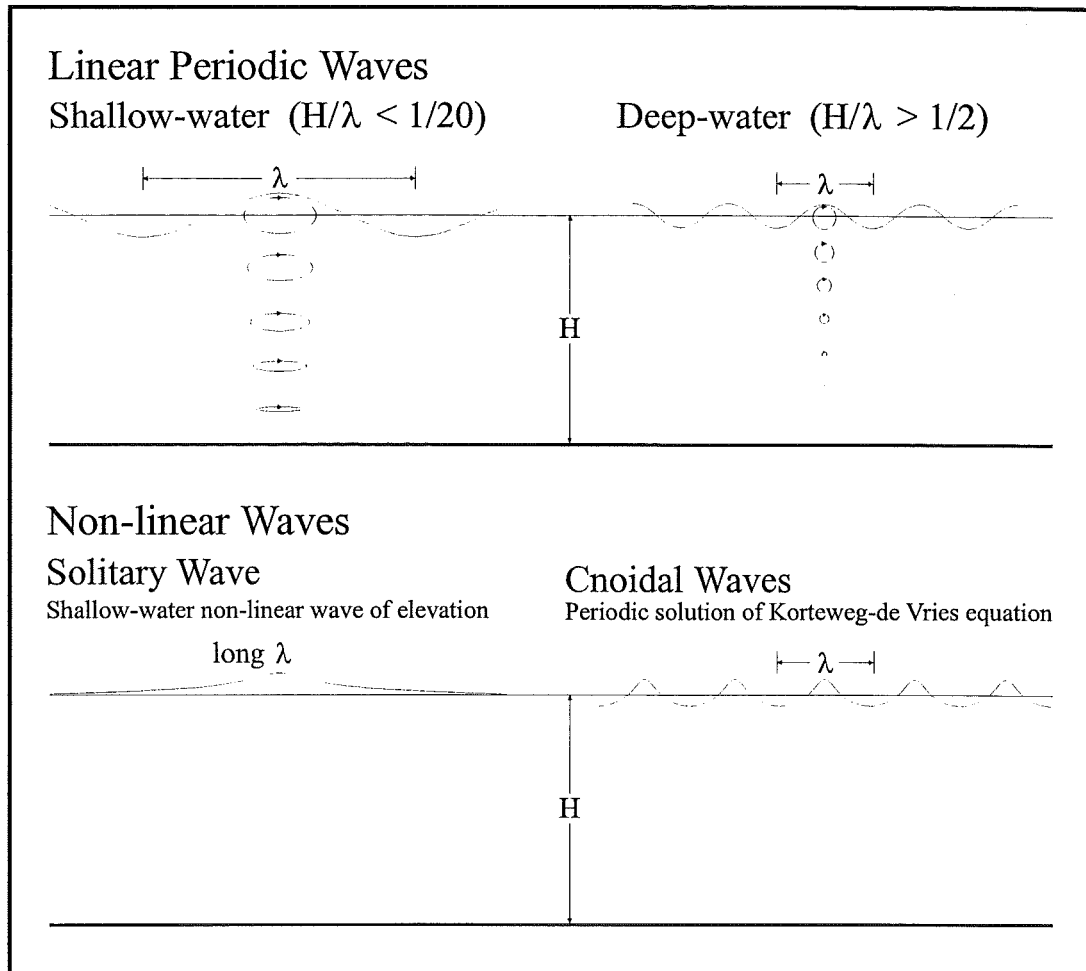 Linear Periodic Waves
Shallow-water (H/λ < 1/20)
Deep-water (H/λ > 1/2)
λ
λ
H
Non-linear Waves
Solitary Wave
Shallow-water non-linear wave of elevation
Cnoidal Waves
Periodic solution of Korteweg-de Vries equation
long λ
λ
H